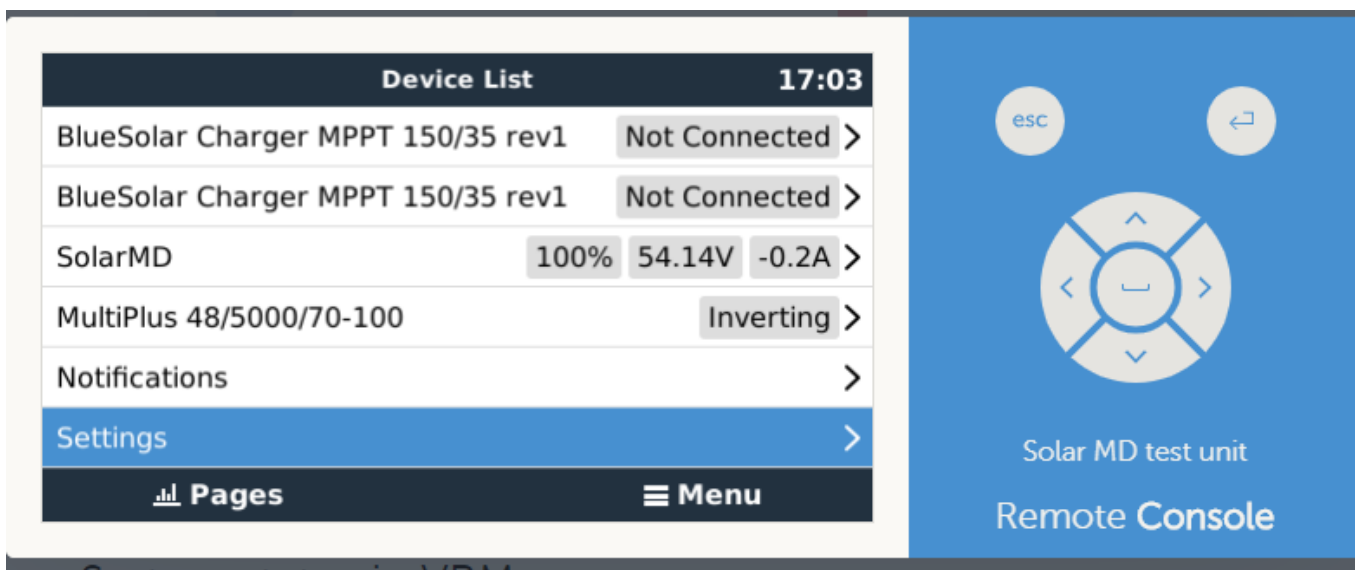 Device List 17:03
BlueSolar Charger MPPT 150/35 rev1 Not Connected
BlueSolar Charger MPPT 150/35 rev1 Not Connected
SolarMD 100% 54.14V -0.2A
MultiPlus 48/5000/70-100 Inverting
Notifications
Settings
Pages Menu
esc
Solar MD test unit
Remote Console